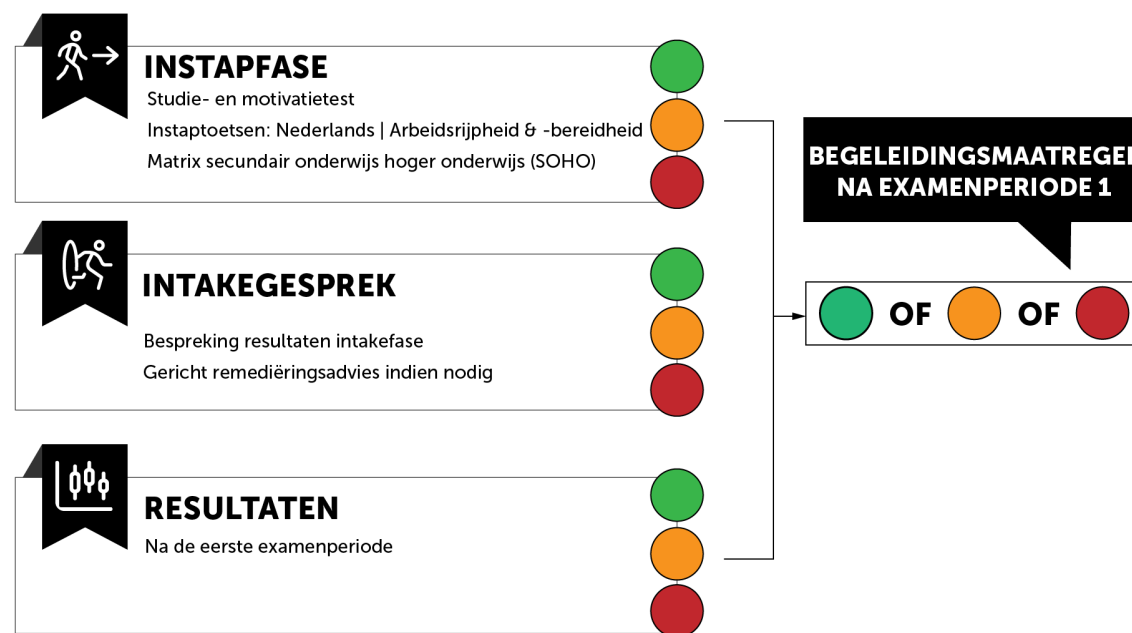 INSTAPFASE
Studie- en motivatietest
Instaptoetsen: Nederlands | Arbeidsrijpheid & -bereidheid
Matrix secundair onderwijs hoger onderwijs (SOHO)
INTAKEGESPREK
Bespreking resultaten intakefase
Gericht remediëringsadvies indien nodig
RESULTATEN
Na de eerste examenperiode
BEGELEIDINGSMAATREGEL
NA EXAMENPERIODE 1
OF OF